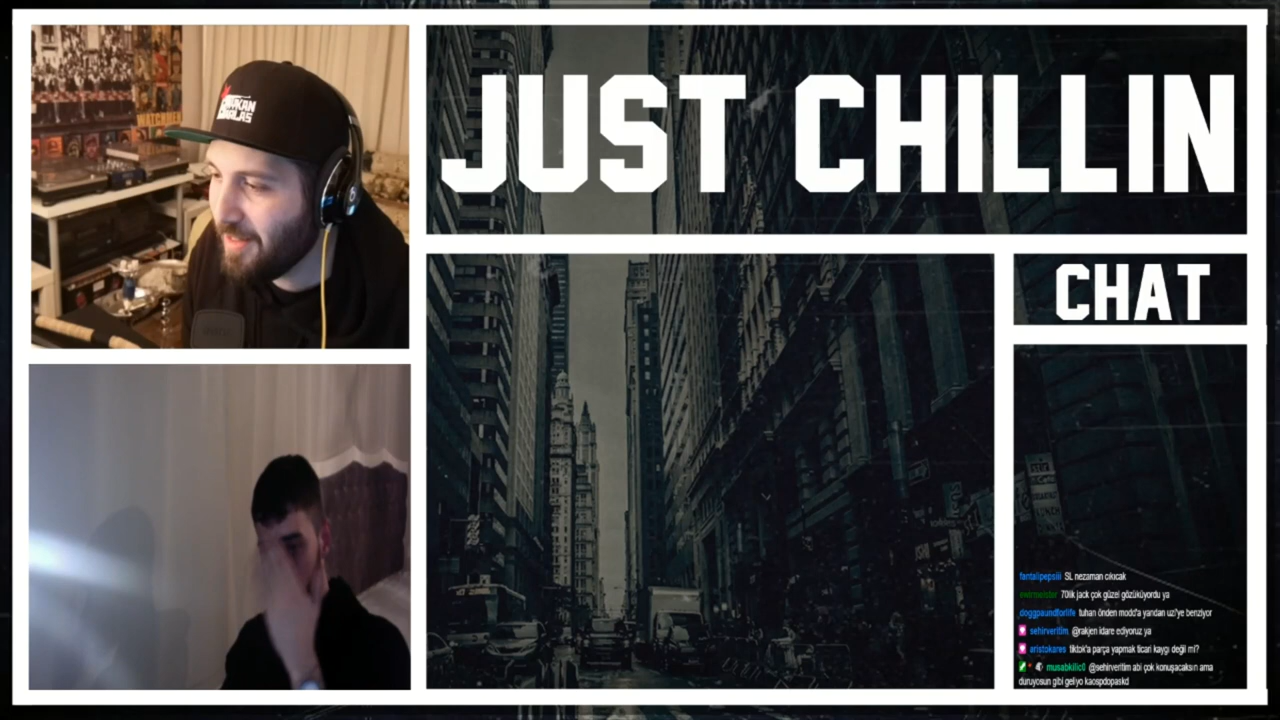 JUST CHILLIN
CHAT
fantalipepsiii SL nezaman cıkıcak
70lik jack çok güzel gözüküyordu ya
doggpaundforlife tuhan önden modd'a yandan uzi'ye benziyor
sehirveritim @rakjen idare ediyoruz ya
aristokares tiktok'a parça yapmak ticari kaygı değil mi?
musabkilic0 @sehirveritim abi çok konuşacaksın ama
duruyosun gibi geliyo kaospdopaskd